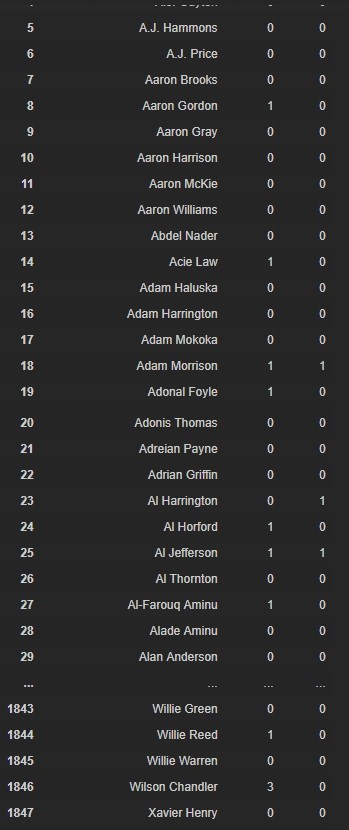 5 A.J. Hammons 0 0
6 A.J. Price 0 0
7 Aaron Brooks 0 0
8 Aaron Gordon 1 0
9 Aaron Gray 0 0
10 Aaron Harrison 0 0
11 Aaron McKie 0 0
12 Aaron Williams 0 0
13 Abdel Nader 0 0
14 Acie Law 1 0
15 Adam Haluska 0 0
16 Adam Harrington 0 0
17 Adam Mokoka 0 0
18 Adam Morrison 1 1
19 Adonal Foyle 1 0
20 Adonis Thomas 0 0
21 Adreian Payne 0 0
22 Adrian Griffin 0 0
23 Al Harrington 0 1
24 Al Horford 1 0
25 Al Jefferson 1 1
26 Al Thornton 0 0
27 Al-Farouq Aminu 1 0
28 Alade Aminu 0 0
29 Alan Anderson 0 0
... ... ... ...
1843 Willie Green 0 0
1844 Willie Reed 1 0
1845 Willie Warren 0 0
1846 Wilson Chandler 3 0
1847 Xavier Henry 0 0